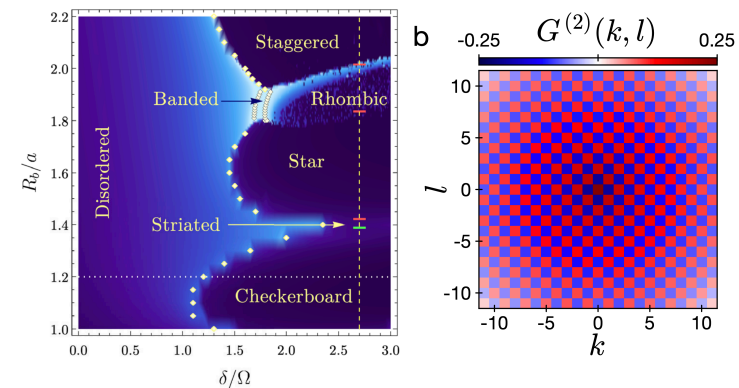 2.2
2.0
1.8
1.6
1.4
1.2
1.0
R_b/a
0.0
0.5
1.0
1.5
2.0
2.5
3.0
δ/Ω
Disordered
Staggered
Banded
Rhombic
Star
Striated
Checkerboard
b
G^{(2)}(k, l)
-0.25
0.25
10
5
0
-5
-10
l
-10
-5
0
5
10
k